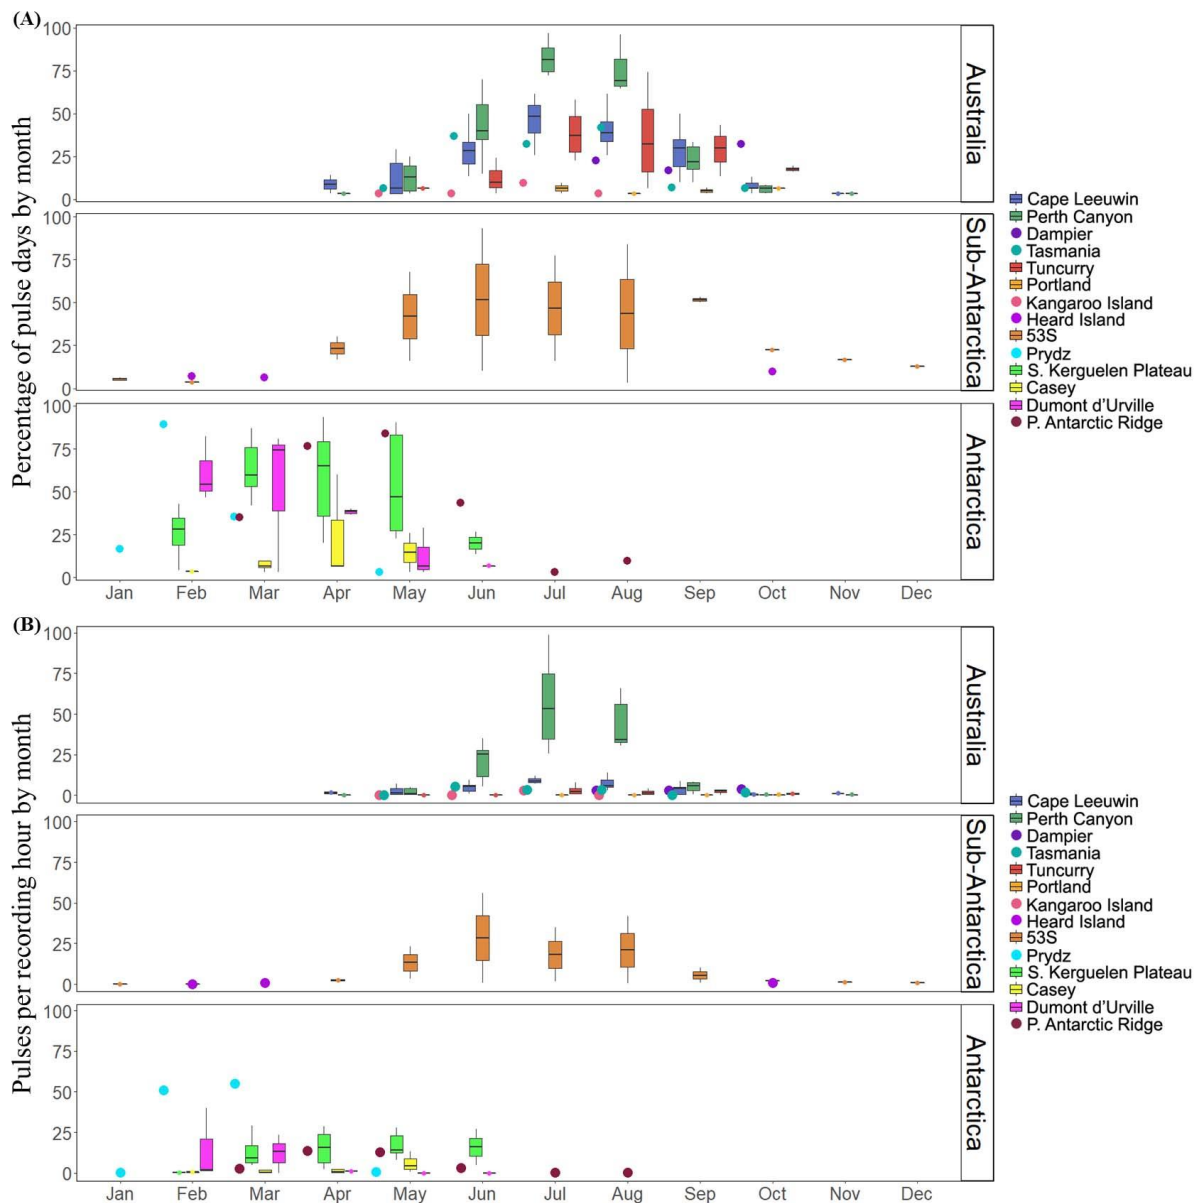 (A)
Percentage of pulse days by month
100
75
50
25
0
Australia
100
75
50
25
0
Sub-Antarctica
100
75
50
25
0
Antarctica
Jan Feb Mar Apr May Jun Jul Aug Sep Oct Nov Dec
Cape Leeuwin
Perth Canyon
Dampier
Tasmania
Tuncurry
Portland
Kangaroo Island
Heard Island
53S
Prydz
S. Kerguelen Plateau
Casey
Dumont d'Urville
P. Antarctic Ridge
(B)
Pulses per recording hour by month
100
75
50
25
0
Australia
100
75
50
25
0
Sub-Antarctica
100
75
50
25
0
Antarctica
Jan Feb Mar Apr May Jun Jul Aug Sep Oct Nov Dec
Cape Leeuwin
Perth Canyon
Dampier
Tasmania
Tuncurry
Portland
Kangaroo Island
Heard Island
53S
Prydz
S. Kerguelen Plateau
Casey
Dumont d'Urville
P. Antarctic Ridge